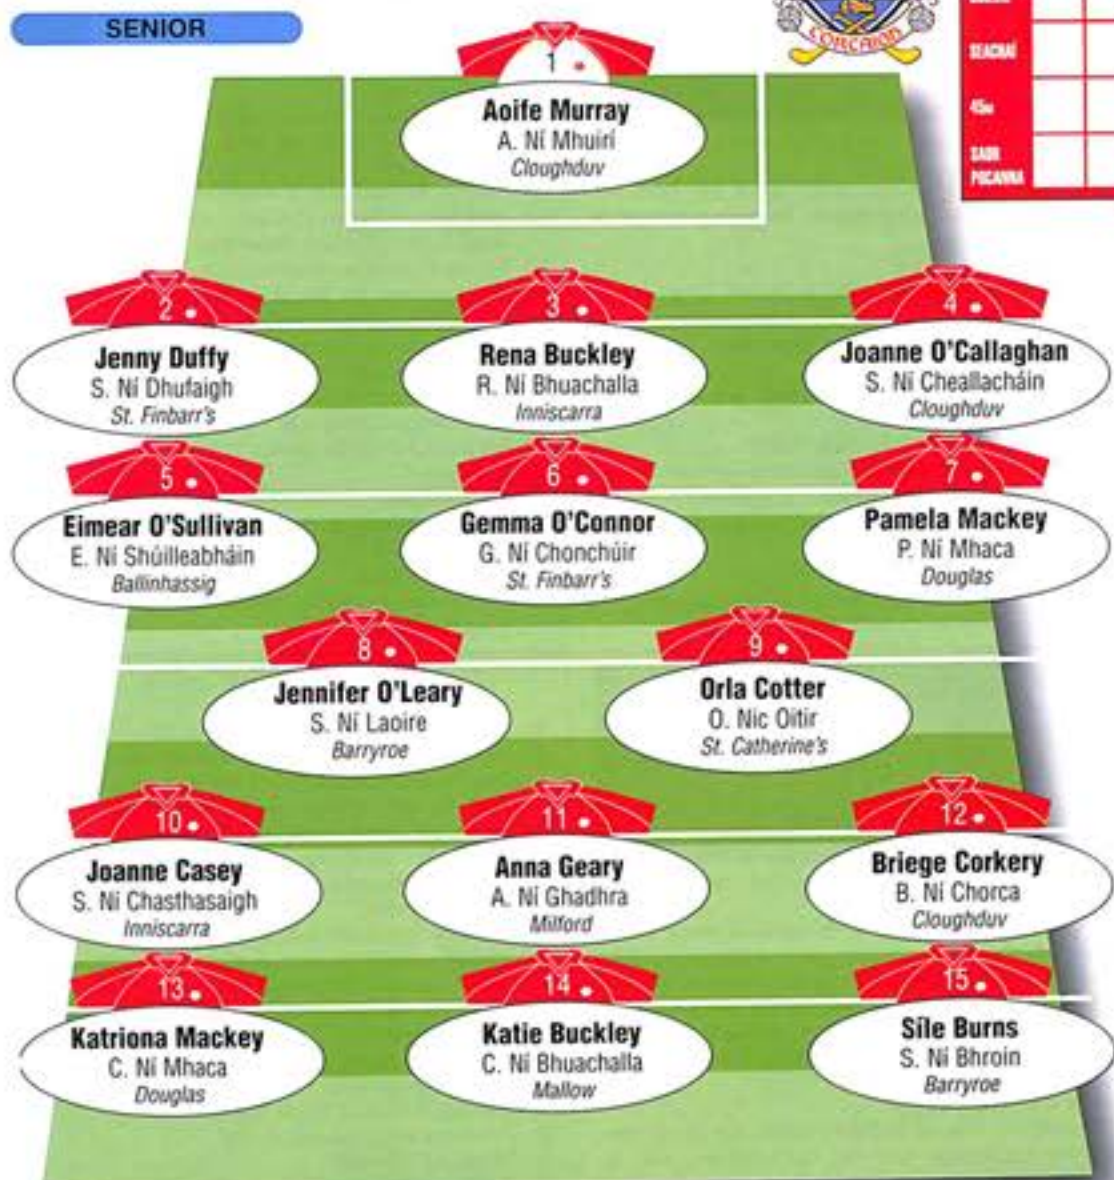 SENIOR
SEACHAÍ
45m
SAOR
POCANNA
1
Aoife Murray
A. Ní Mhuirí
Cloughduv
2
Jenny Duffy
S. Ní Dhufaigh
St. Finbarr's
3
Rena Buckley
R. Ní Bhuachalla
Inniscarra
4
Joanne O'Callaghan
S. Ní Cheallacháin
Cloughduv
5
Eimear O'Sullivan
E. Ní Shúilleabháin
Ballinhassig
6
Gemma O'Connor
G. Ní Chonchúir
St. Finbarr's
7
Pamela Mackey
P. Ní Mhaca
Douglas
8
Jennifer O'Leary
S. Ní Laoire
Barryroe
9
Orla Cotter
O. Nic Oitir
St. Catherine's
10
Joanne Casey
S. Ní Chasthasaigh
Inniscarra
11
Anna Geary
A. Ní Ghadhra
Milford
12
Briege Corkery
B. Ní Chorca
Cloughduv
13
Katriona Mackey
C. Ní Mhaca
Douglas
14
Katie Buckley
C. Ní Bhuachalla
Mallow
15
Síle Burns
S. Ní Bhroin
Barryroe